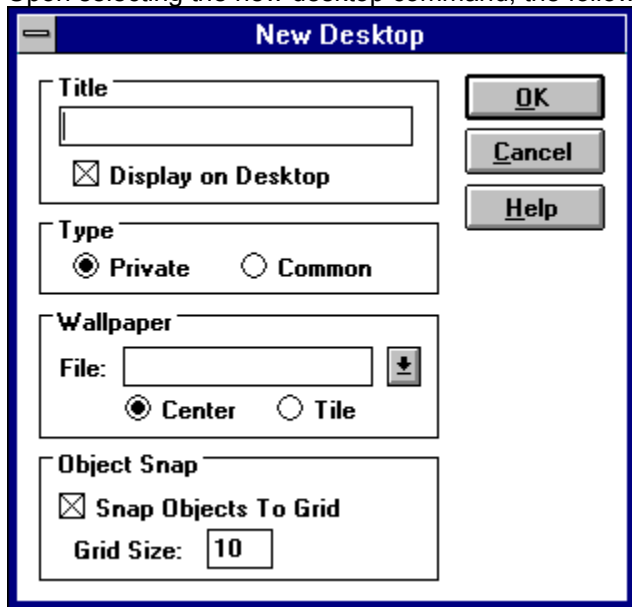 Upon selecting the new desktop command, the follow
New Desktop
Title
Display on Desktop
Type
Private Common
Wallpaper
File:
Center Tile
Object Snap
Snap Objects To Grid
Grid Size: 10
OK
Cancel
Help